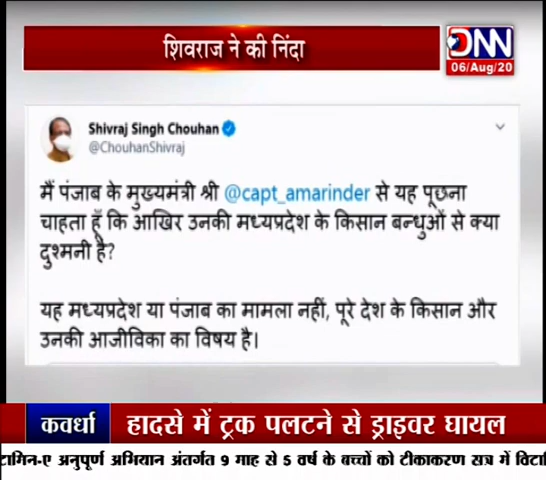 शिवराज ने की निंदा
DNN
06/Aug/20
Shivraj Singh Chouhan
@ChouhanShivraj
मैं पंजाब के मुख्यमंत्री श्री @capt_amarinder से यह पूछना
चाहता हूँ कि आखिर उनकी मध्यप्रदेश के किसान बन्धुओं से क्या
दुश्मनी है?
यह मध्यप्रदेश या पंजाब का मामला नहीं, पूरे देश के किसान और
उनकी आजीविका का विषय है।
कवर्धा हादसे में ट्रक पलटने से ड्राइवर घायल
टामिन-ए अनुपूर्ण अभियान अंतर्गत 9 माह से 5 वर्ष के बच्चों को टीकाकरण सत्र में विटा